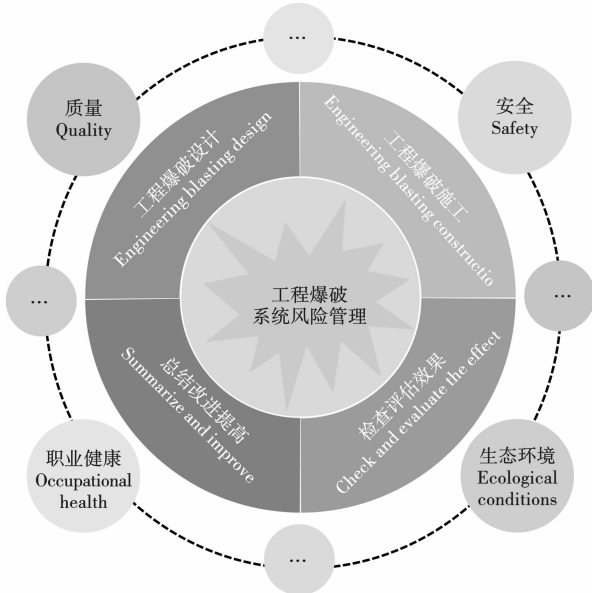 …
质量
Quality
安全
Safety
工程爆破设计
Engineering blasting design
工程爆破施工
Engineering blasting constructio
…
工程爆破
系统风险管理
…
总结改进提高
Summarize and improve
检查评估效果
Check and evaluate the effect
职业健康
Occupational
health
生态环境
Ecological
conditions
…